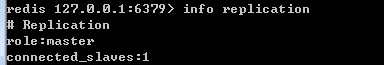 redis 127.0.0.1:6379> info replication
# Replication
role:master
connected_slaves:1